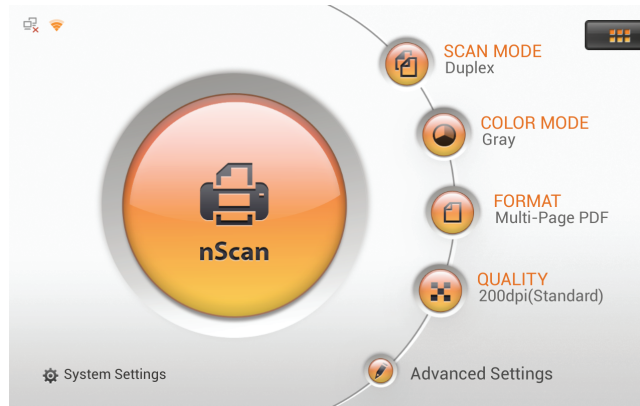 SCAN MODE
Duplex
COLOR MODE
Gray
nScan
FORMAT
Multi-Page PDF
QUALITY
200dpi(Standard)
System Settings
Advanced Settings